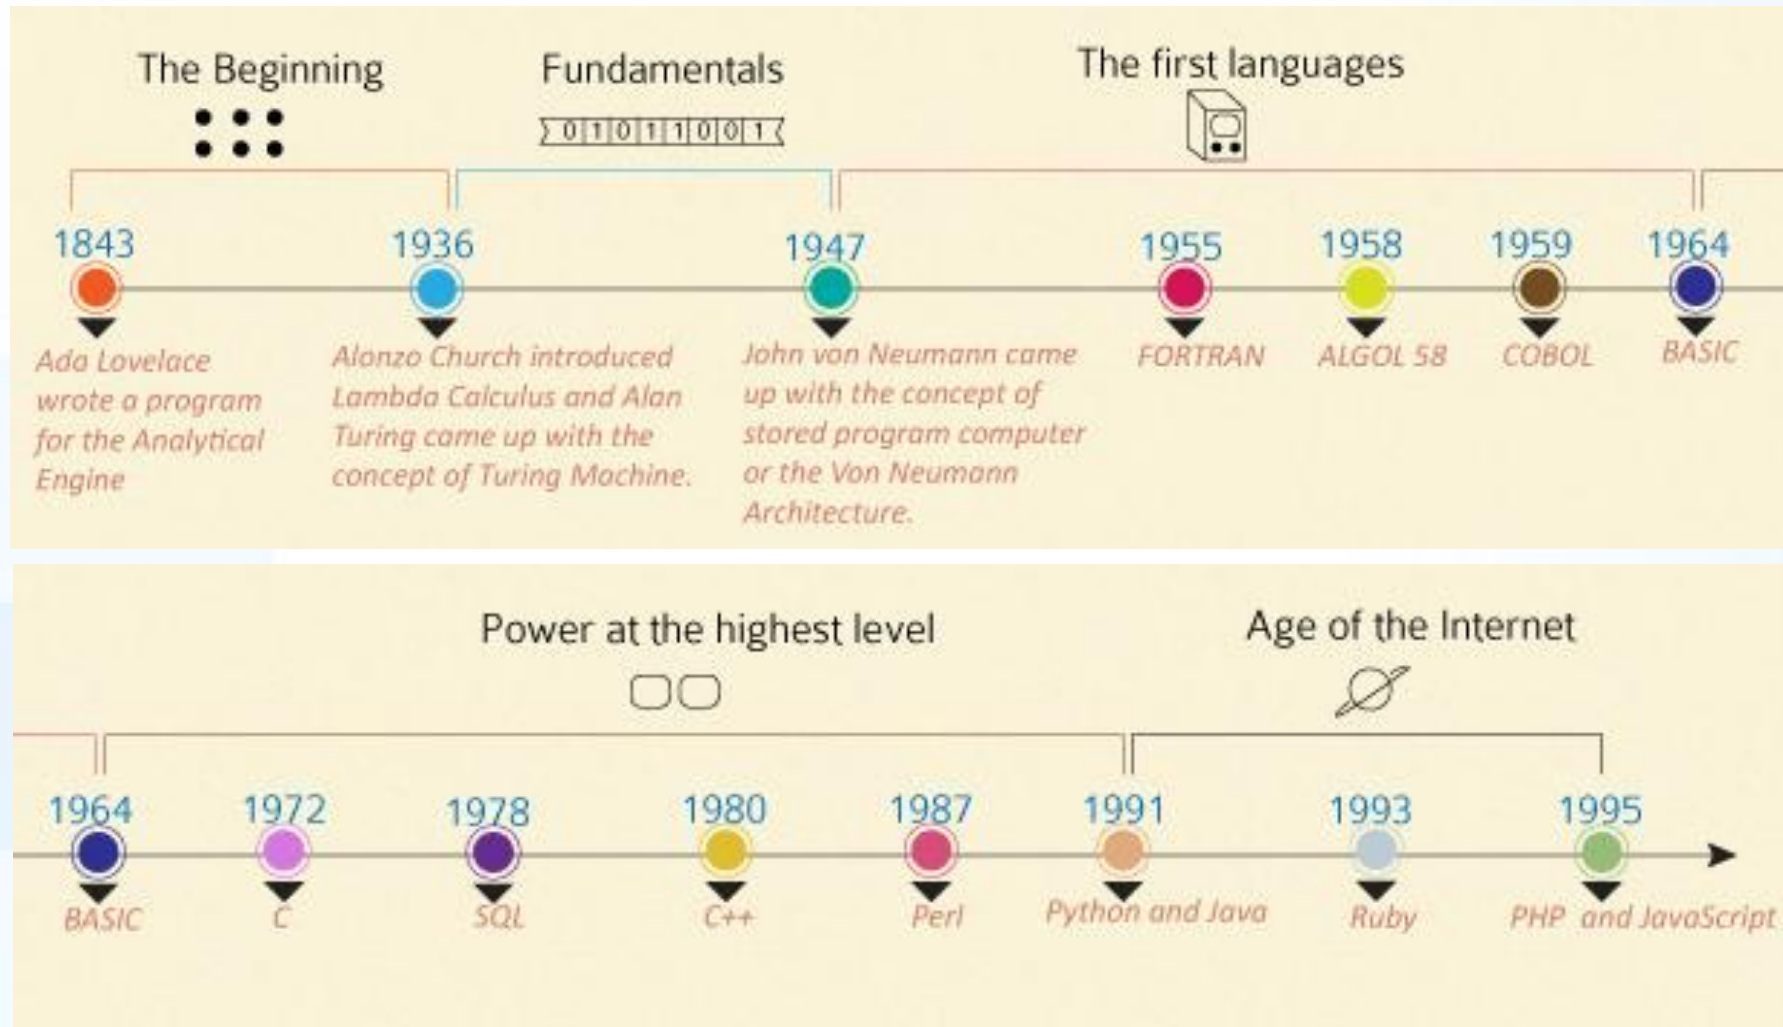 The Beginning
Fundamentals
The first languages
0 1 0 1 1 0 0 1
1843
1936
1947
1955
1958
1959
1964
Ada Lovelace
wrote a program
for the Analytical
Engine
Alonzo Church introduced
Lambda Calculus and Alan
Turing came up with the
concept of Turing Machine.
John von Neumann came
up with the concept of
stored program computer
or the Von Neumann
Architecture.
FORTRAN
ALGOL 58
COBOL
BASIC
Power at the highest level
Age of the Internet
1964
1972
1978
1980
1987
1991
1993
1995
BASIC
C
SQL
C++
Perl
Python and Java
Ruby
PHP and JavaScript